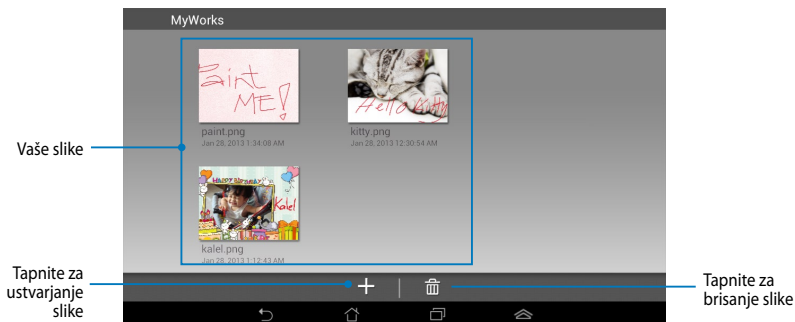 MyWorks
Paint
ME!
Hello Kitty
paint.png
Jan 28, 2013 1:34:08 AM
kitty.png
Jan 28, 2013 12:30:54 AM
Vaše slike
HAPPY BIRTHDAY
Kalel
kalel.png
Jan 28, 2013 1:12:43 AM
Tapnite za
ustvarjanje
slike
Tapnite za
brisanje slike